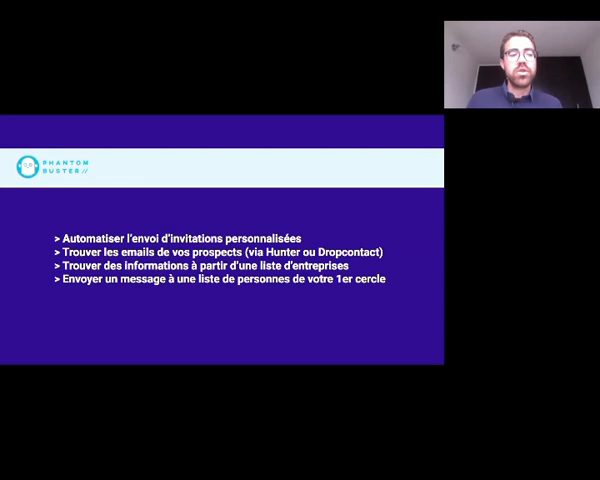 PHANTOM
BUSTER//
> Automatiser l'envoi d'invitations personnalisées
> Trouver les emails de vos prospects (via Hunter ou Dropcontact)
> Trouver des informations à partir d'une liste d'entreprises
> Envoyer un message à une liste de personnes de votre 1er cercle